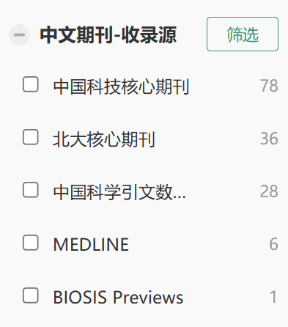 中文期刊-收录源 筛选
中国科技核心期刊 78
北大核心期刊 36
中国科学引文数... 28
MEDLINE 6
BIOSIS Previews 1